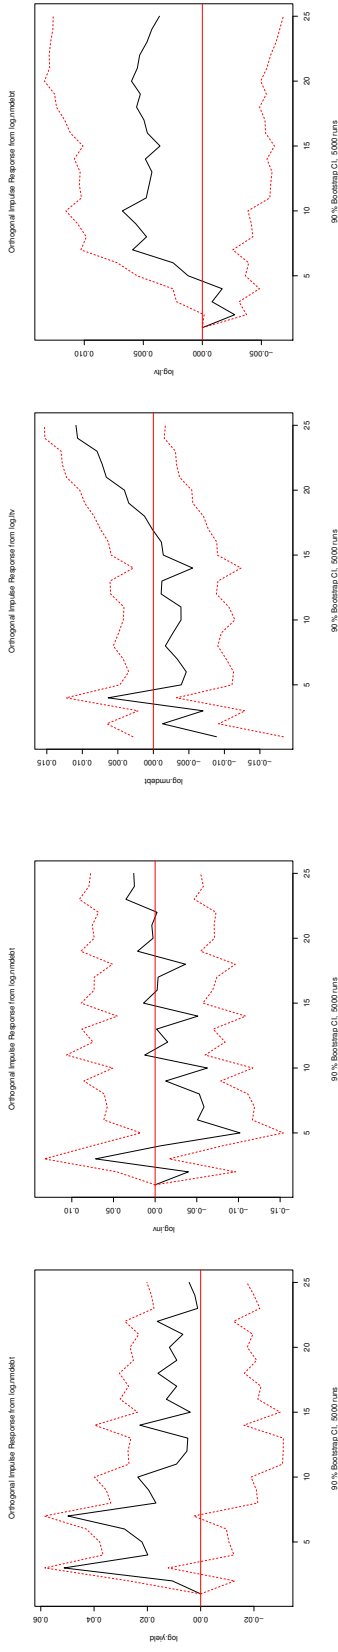 Orthogonal Impulse Response from log.nmdebt
log.yield
0.06
0.04
0.02
0.00
−0.02
5 10 15 20 25
90 % Bootstrap CI, 5000 runs
Orthogonal Impulse Response from log.nmdebt
log.inv
0.10
0.05
0.00
−0.05
−0.10
−0.15
5 10 15 20 25
90 % Bootstrap CI, 5000 runs
Orthogonal Impulse Response from log.ltv
log.nmdebt
0.015
0.010
0.005
0.000
−0.005
−0.010
−0.015
5 10 15 20 25
90 % Bootstrap CI, 5000 runs
Orthogonal Impulse Response from log.nmdebt
log.ltv
0.010
0.005
0.000
−0.005
5 10 15 20 25
90 % Bootstrap CI, 5000 runs